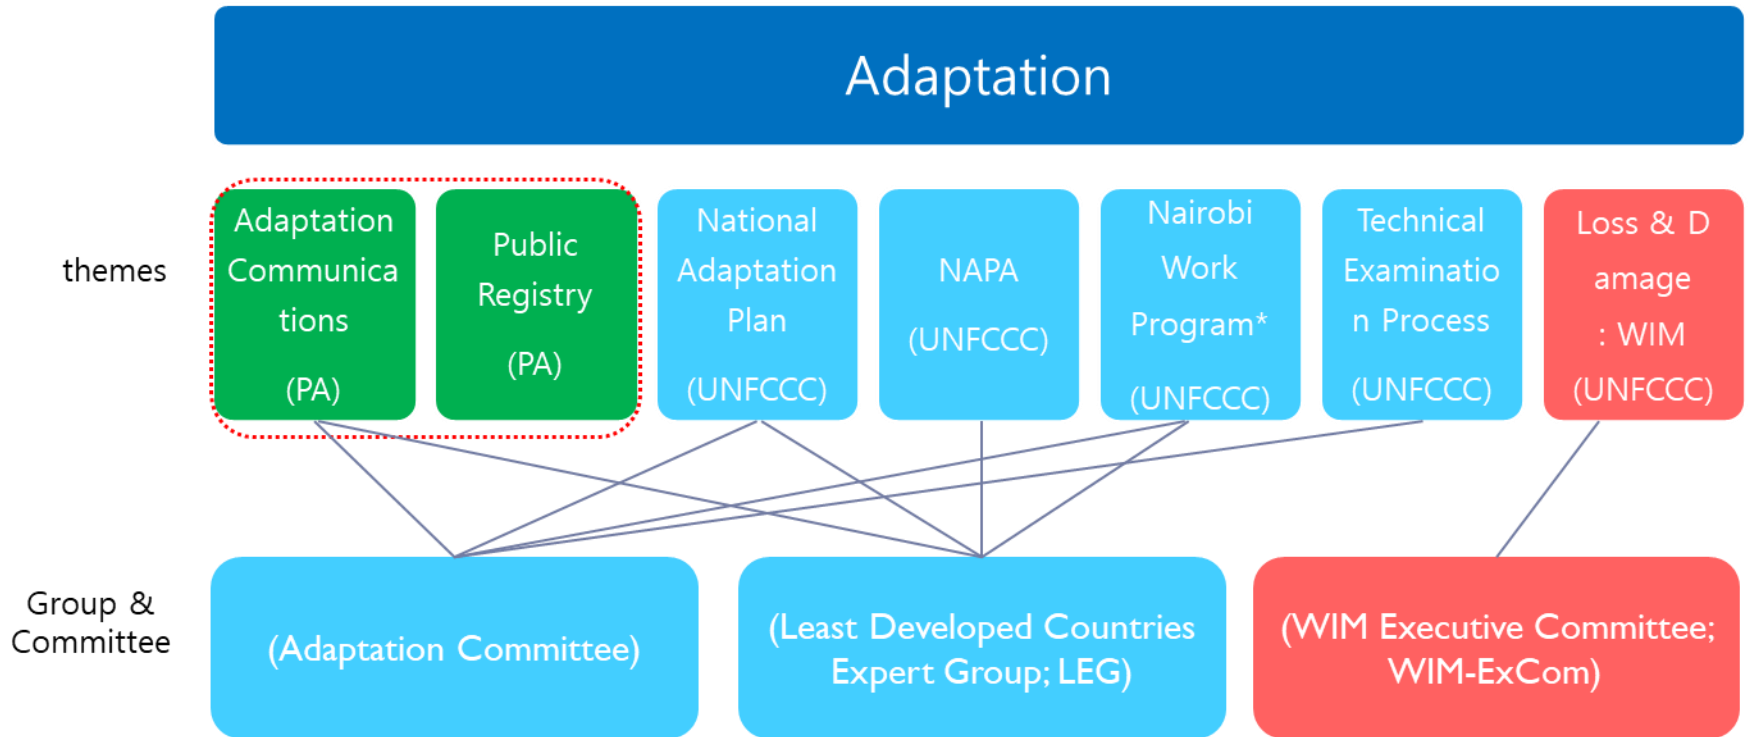 Adaptation
themes
Adaptation
Communica
tions
(PA)
Public
Registry
(PA)
National
Adaptation
Plan
(UNFCCC)
NAPA
(UNFCCC)
Nairobi
Work
Program*
(UNFCCC)
Technical
Examinatio
n Process
(UNFCCC)
Loss & D
amage
: WIM
(UNFCCC)
Group &
Committee
(Adaptation Committee)
(Least Developed Countries
Expert Group; LEG)
(WIM Executive Committee;
WIM-ExCom)